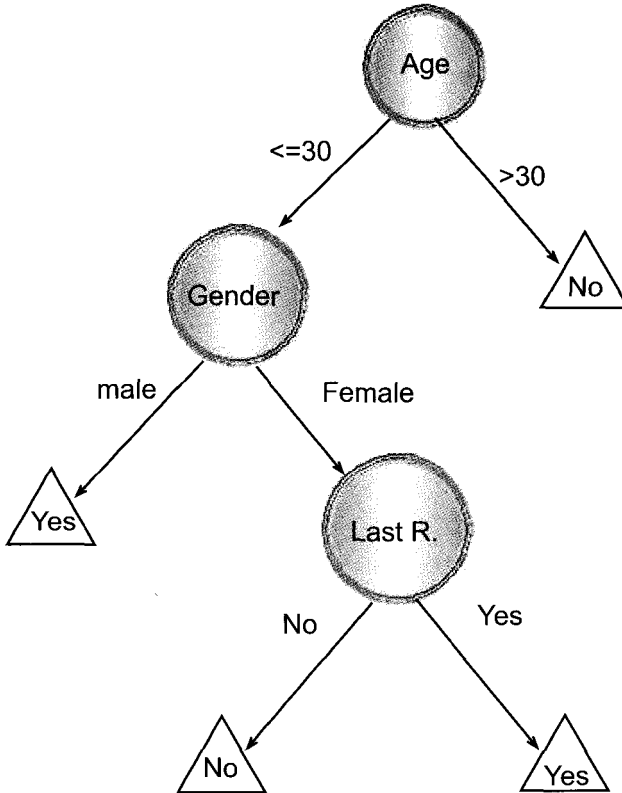 Age
<=30
>30
Gender
No
male
Female
Yes
Last R.
No
Yes
No
Yes